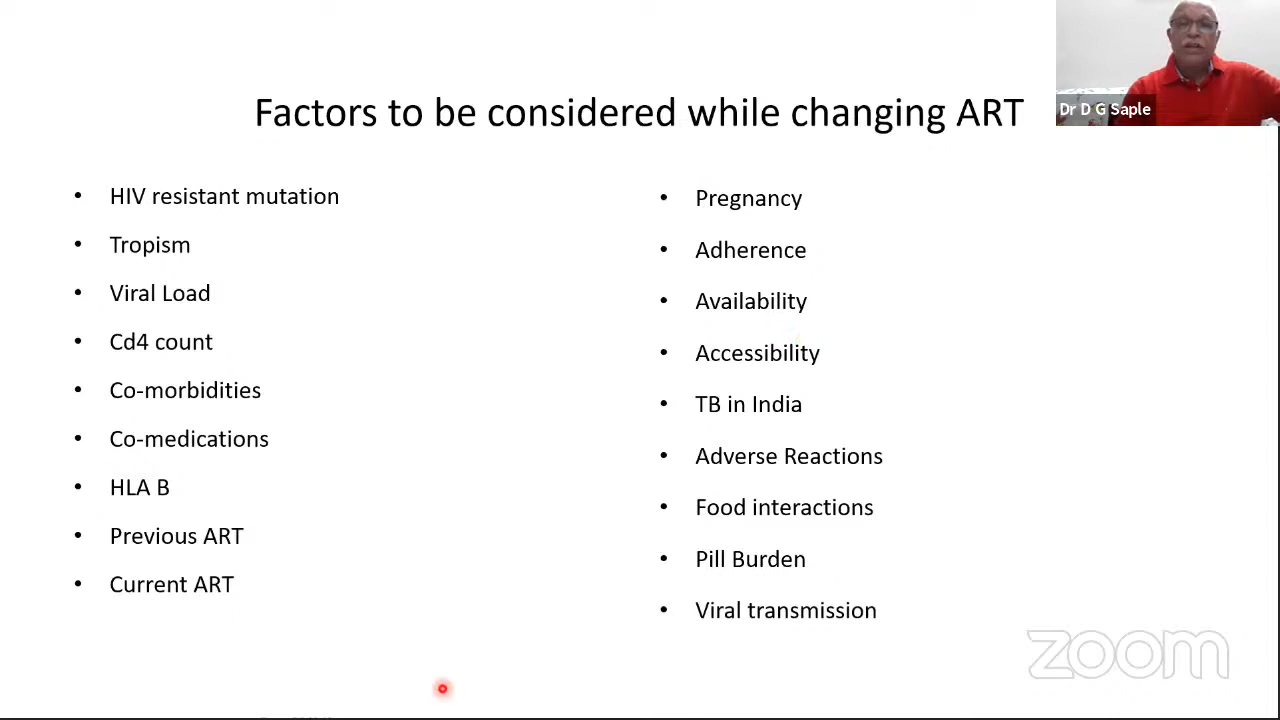 Dr D G Saple
Factors to be considered while changing ART
• HIV resistant mutation
• Tropism
• Viral Load
• Cd4 count
• Co-morbidities
• Co-medications
• HLA B
• Previous ART
• Current ART
• Pregnancy
• Adherence
• Availability
• Accessibility
• TB in India
• Adverse Reactions
• Food interactions
• Pill Burden
• Viral transmission
zoom